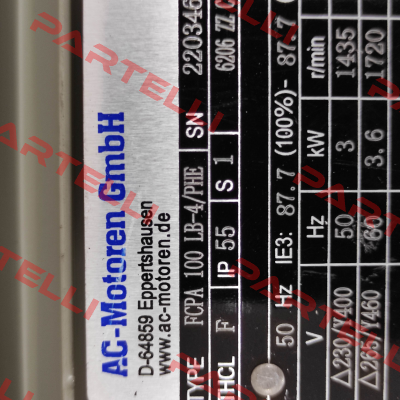 AC-Motoren GmbH
D-64859 Eppertshausen
www.ac-motoren.de
TYPE FCPA 100 LB-4/PHE SN 220346
THCL F IP 55 S 1 6206 ZZ C
50 Hz IE3: 87.7 (100%)- 87.7
V Hz kW r/min
△230/Y400 50 3 1435
△265/Y460 60 3.6 1720
PARTELLI